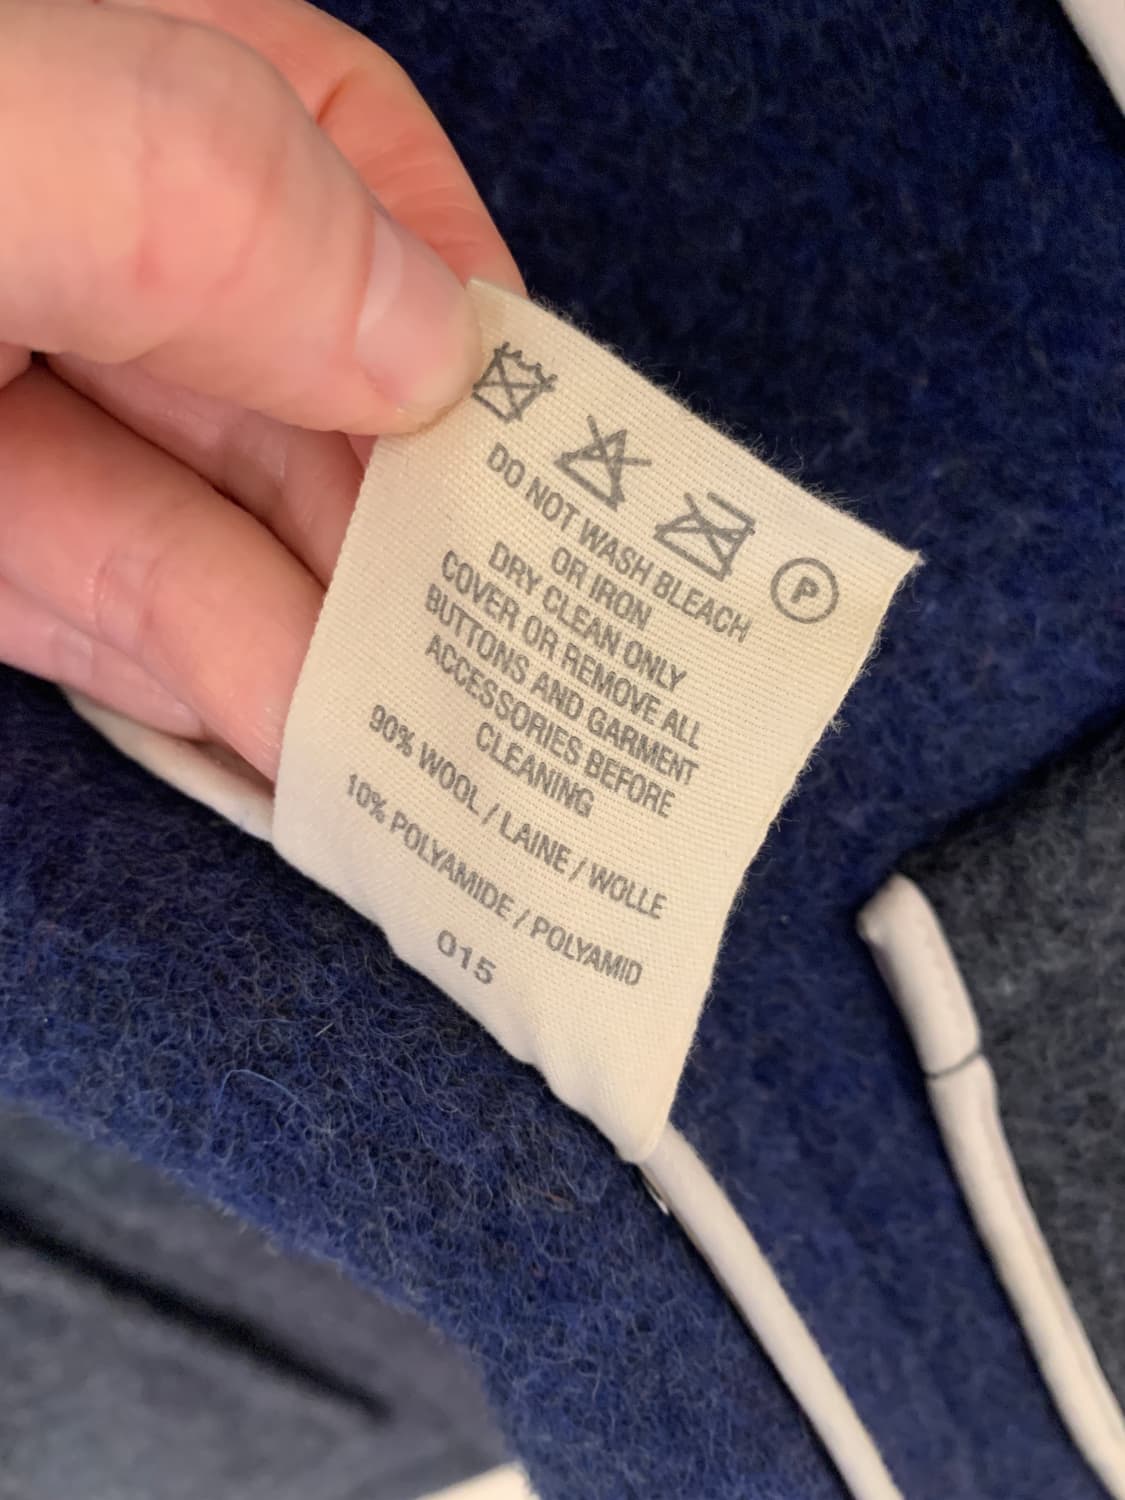 P
DO NOT WASH BLEACH
OR IRON
DRY CLEAN ONLY
COVER OR REMOVE ALL
BUTTONS AND GARMENT
ACCESSORIES BEFORE
CLEANING
90% WOOL / LAINE / WOLLE
10% POLYAMIDE / POLYAMID
015